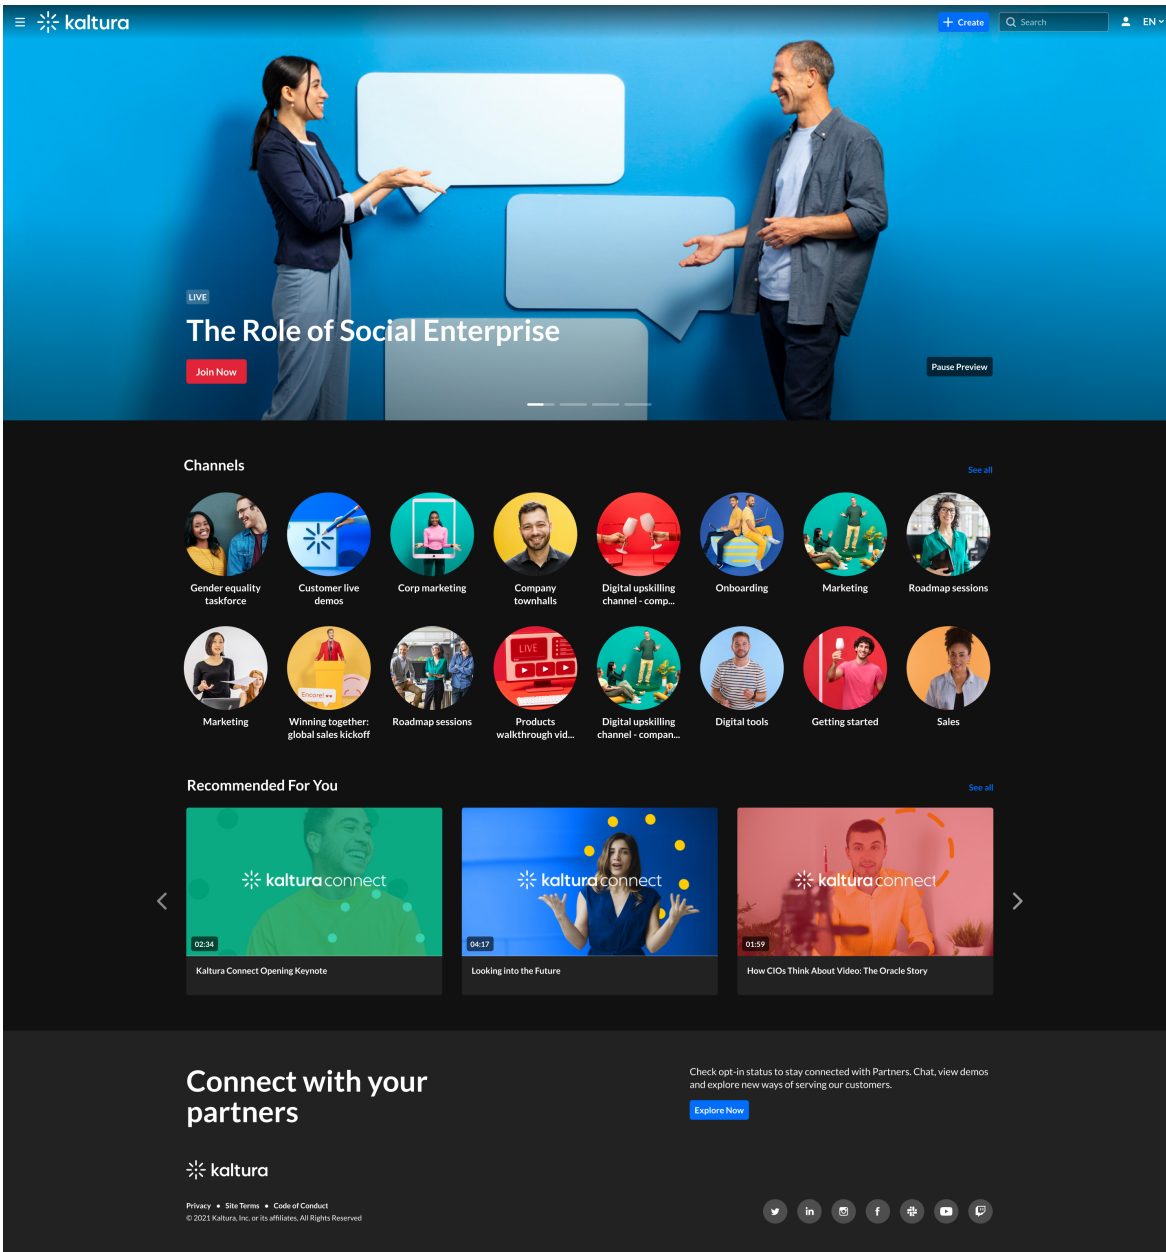 kaltura
Create
Search
EN
LIVE
The Role of Social Enterprise
Join Now
Pause Preview
Channels
See all
Gender equality
taskforce
Customer live
demos
Corp marketing
Company
townhalls
Digital upskilling
channel - comp...
Onboarding
Marketing
Roadmap sessions
Encore!
LIVE
Marketing
Winning together:
global sales kickoff
Roadmap sessions
Products
walkthrough vid...
Digital upskilling
channel - compan...
Digital tools
Getting started
Sales
Recommended For You
See all
kaltura connect
kaltura connect
kaltura connect
02:34
04:17
01:59
Kaltura Connect Opening Keynote
Looking into the Future
How CIOs Think About Video: The Oracle Story
Connect with your
partners
Check opt-in status to stay connected with Partners. Chat, view demos
and explore new ways of serving our customers.
Explore Now
kaltura
Privacy • Site Terms • Code of Conduct
© 2021 Kaltura, Inc. or its affiliates. All Rights Reserved